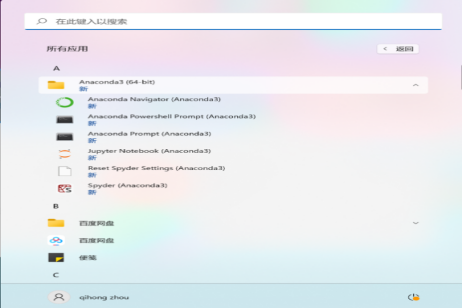 在此键入以搜索
所有应用
< 返回
A
Anaconda3 (64-bit)
新
Anaconda Navigator (Anaconda3)
新
Anaconda Powershell Prompt (Anaconda3)
新
Anaconda Prompt (Anaconda3)
新
Jupyter Notebook (Anaconda3)
新
Reset Spyder Settings (Anaconda3)
新
Spyder (Anaconda3)
新
B
百度网盘
百度网盘
便笺
C
qihong zhou